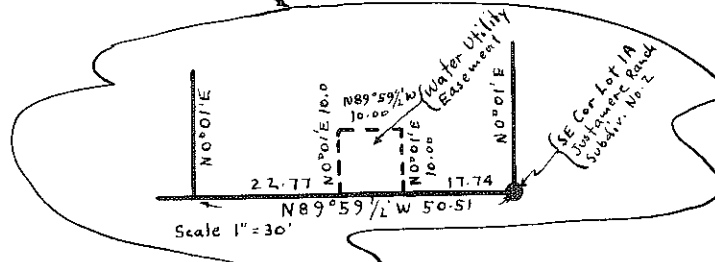 Water Utility
Easement
N89°59½'W
10.00
N0°01'E
N0°01'E 10.0
N0°01'E
10.00
N0°01'E
SE Cor Lot 1A
Justamere Ranch
Subdiv. No. 2
22.77
17.74
N89°59½'W 50.51
Scale 1"=30'